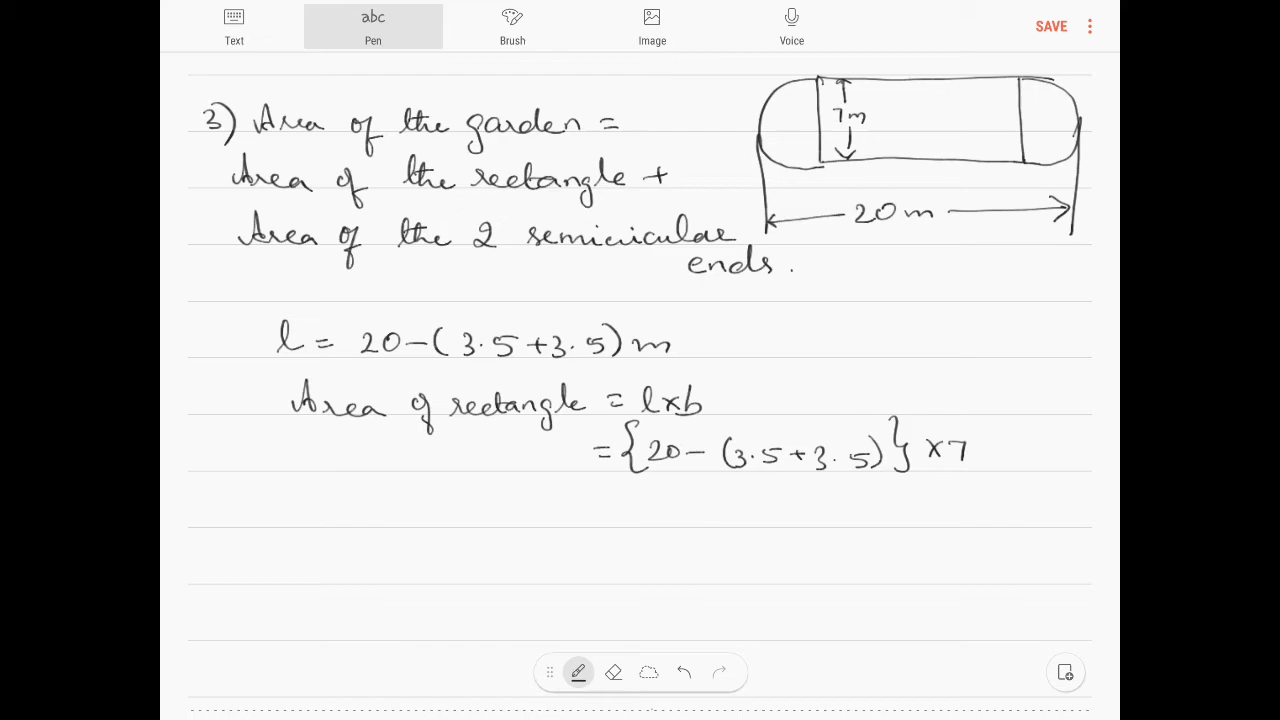 Text
abc
Pen
Brush
Image
Voice
SAVE
3) Area of the garden =
Area of the rectangle +
Area of the 2 semicircular
ends.
7m
20 m
l = 20-(3.5+3.5) m
Area of rectangle = l×b
= {20-(3.5+3.5)} ×7